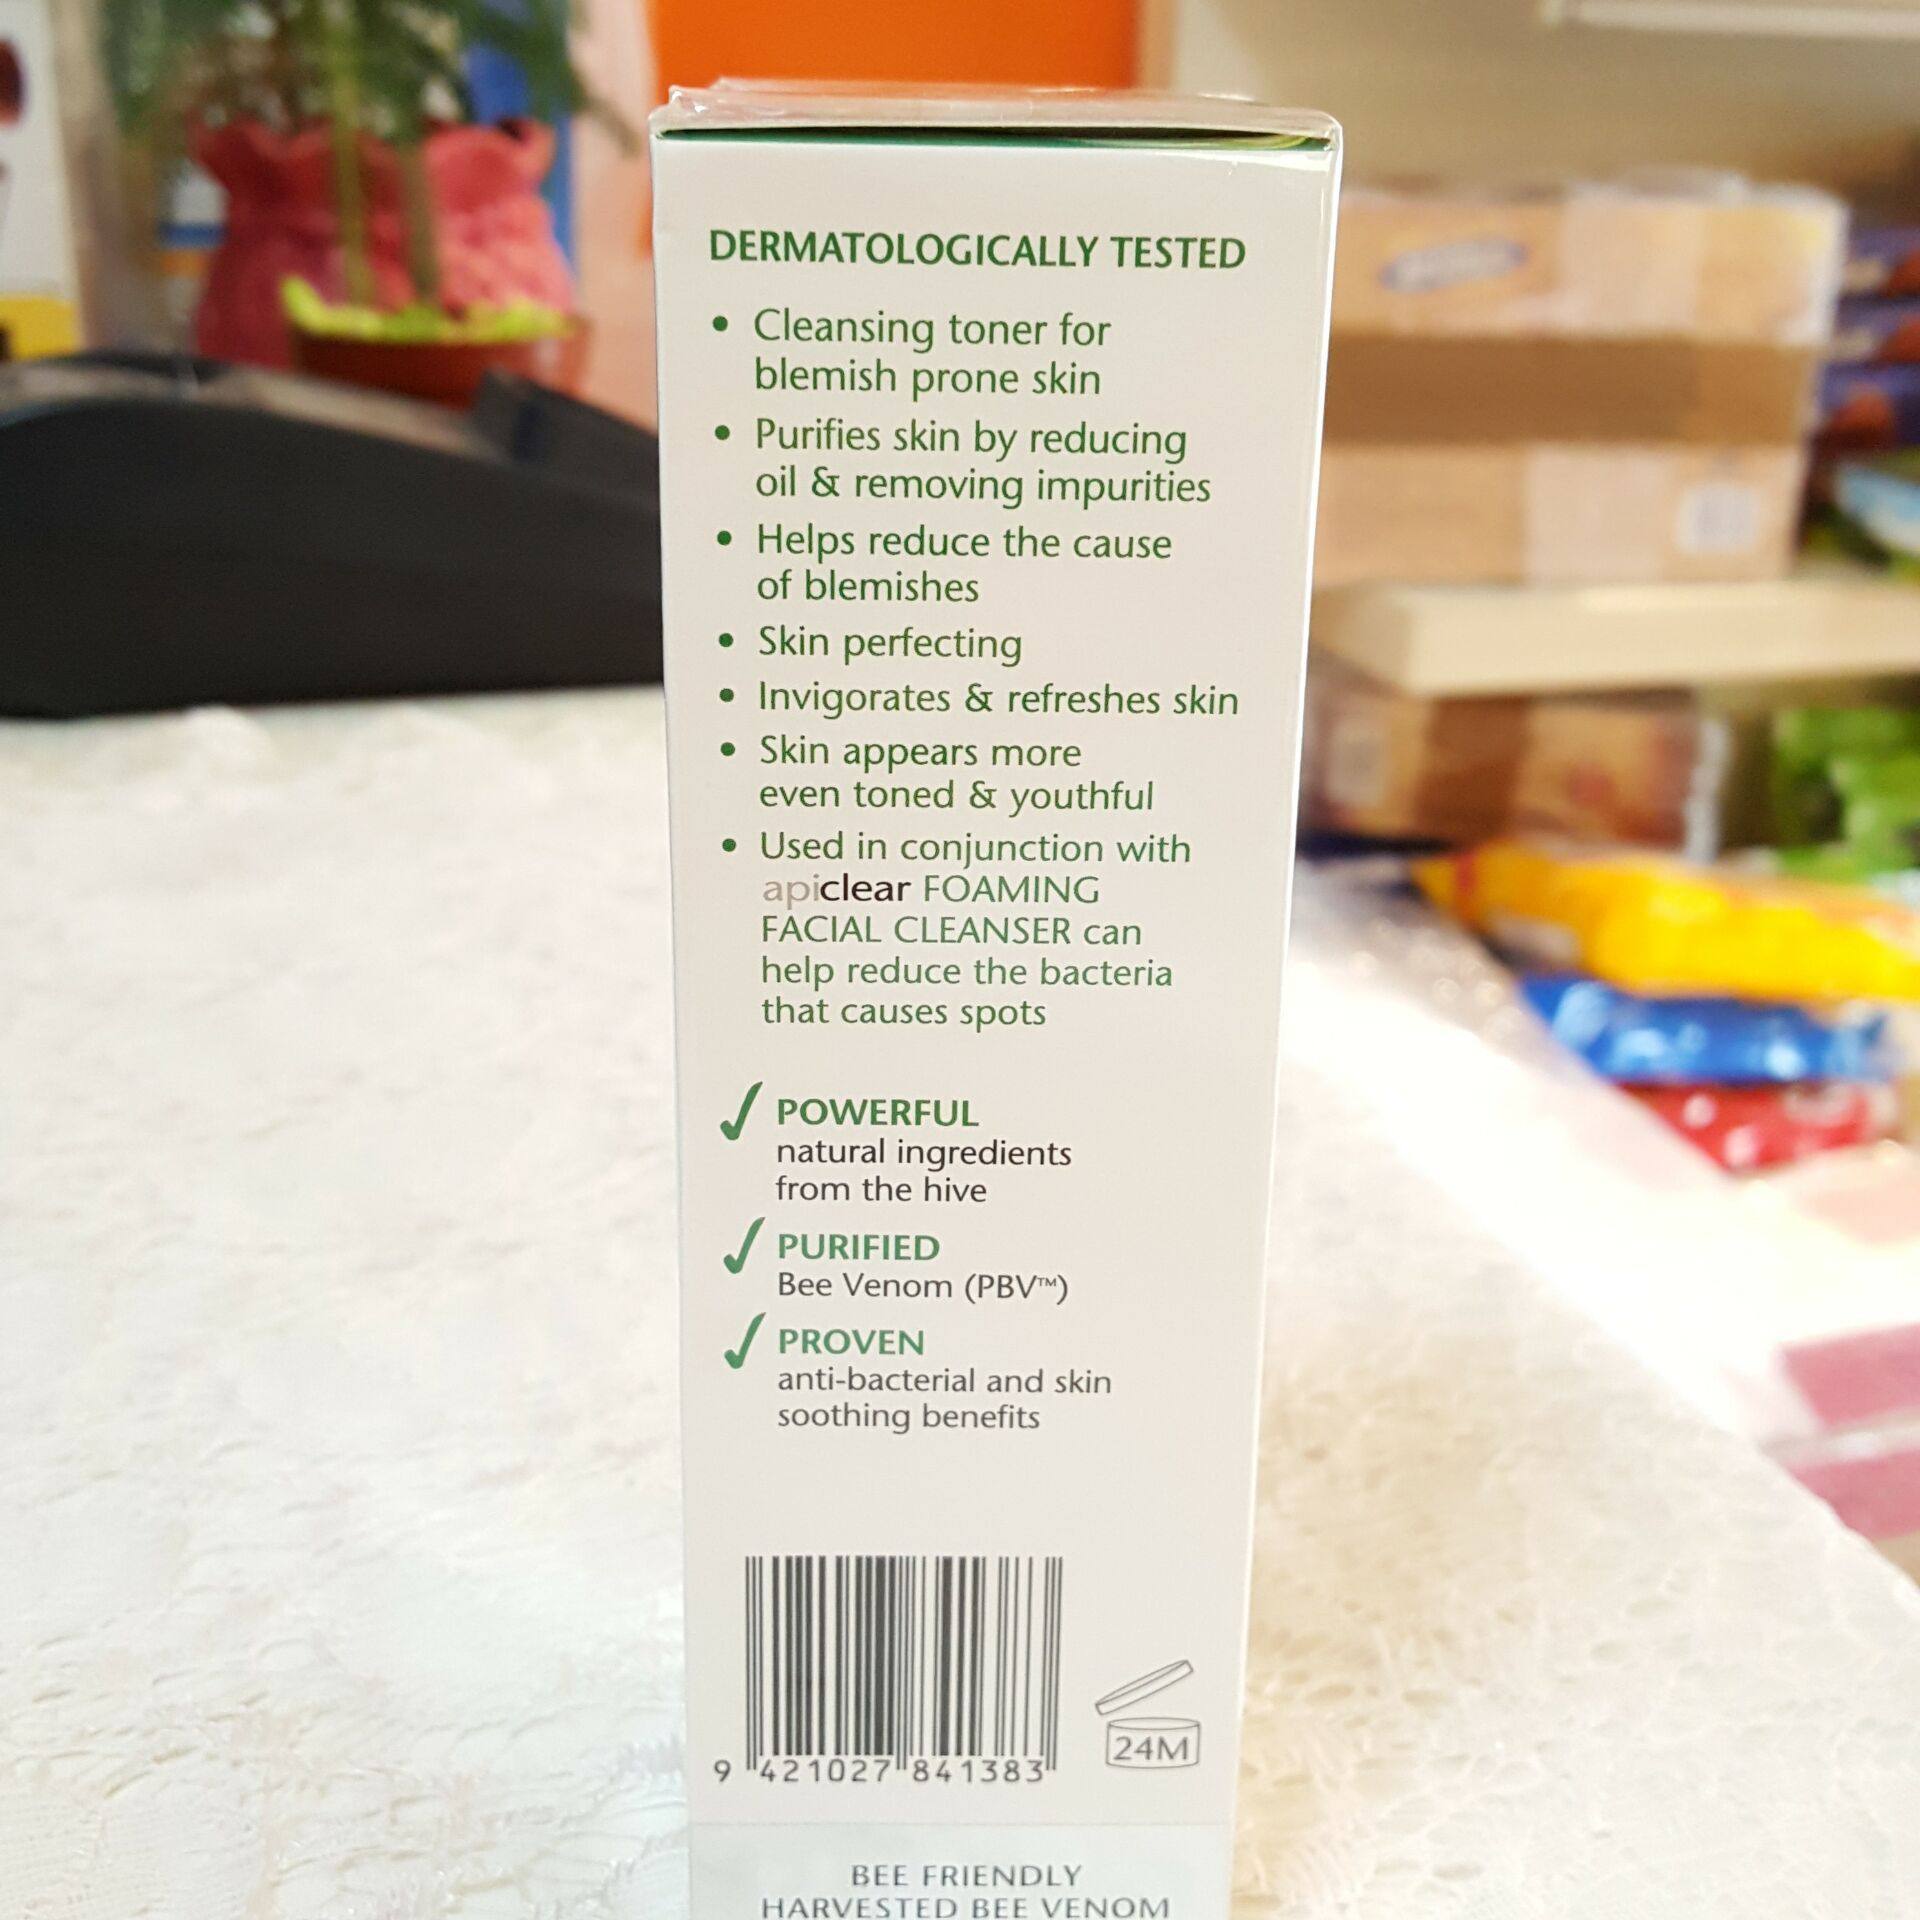 DERMATOLOGICALLY TESTED
• Cleansing toner for
blemish prone skin
• Purifies skin by reducing
oil & removing impurities
• Helps reduce the cause
of blemishes
• Skin perfecting
• Invigorates & refreshes skin
• Skin appears more
even toned & youthful
• Used in conjunction with
apiclear FOAMING
FACIAL CLEANSER can
help reduce the bacteria
that causes spots
POWERFUL
natural ingredients
from the hive
PURIFIED
Bee Venom (PBV™)
PROVEN
anti-bacterial and skin
soothing benefits
9 421027 841383
24M
BEE FRIENDLY
HARVESTED BEE VENOM